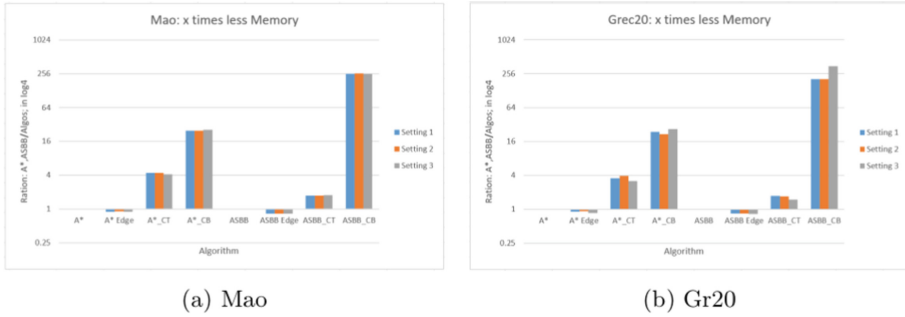 Mao: x times less Memory
1024
256
64
16
4
1
0.25
Ration: A*,ASBB/Algos; in log4
A*
A* Edge
A*_CT
A*_CB
ASBB
ASBB Edge
ASBB_CT
ASBB_CB
Algorithm
Setting 1
Setting 2
Setting 3
(a) Mao
Grec20: x times less Memory
1024
256
64
16
4
1
0.25
Ration: A*,ASBB/Algos; in log4
A*
A* Edge
A*_CT
A*_CB
ASBB
ASBB Edge
ASBB_CT
ASBB_CB
Algorithm
Setting 1
Setting 2
Setting 3
(b) Gr20